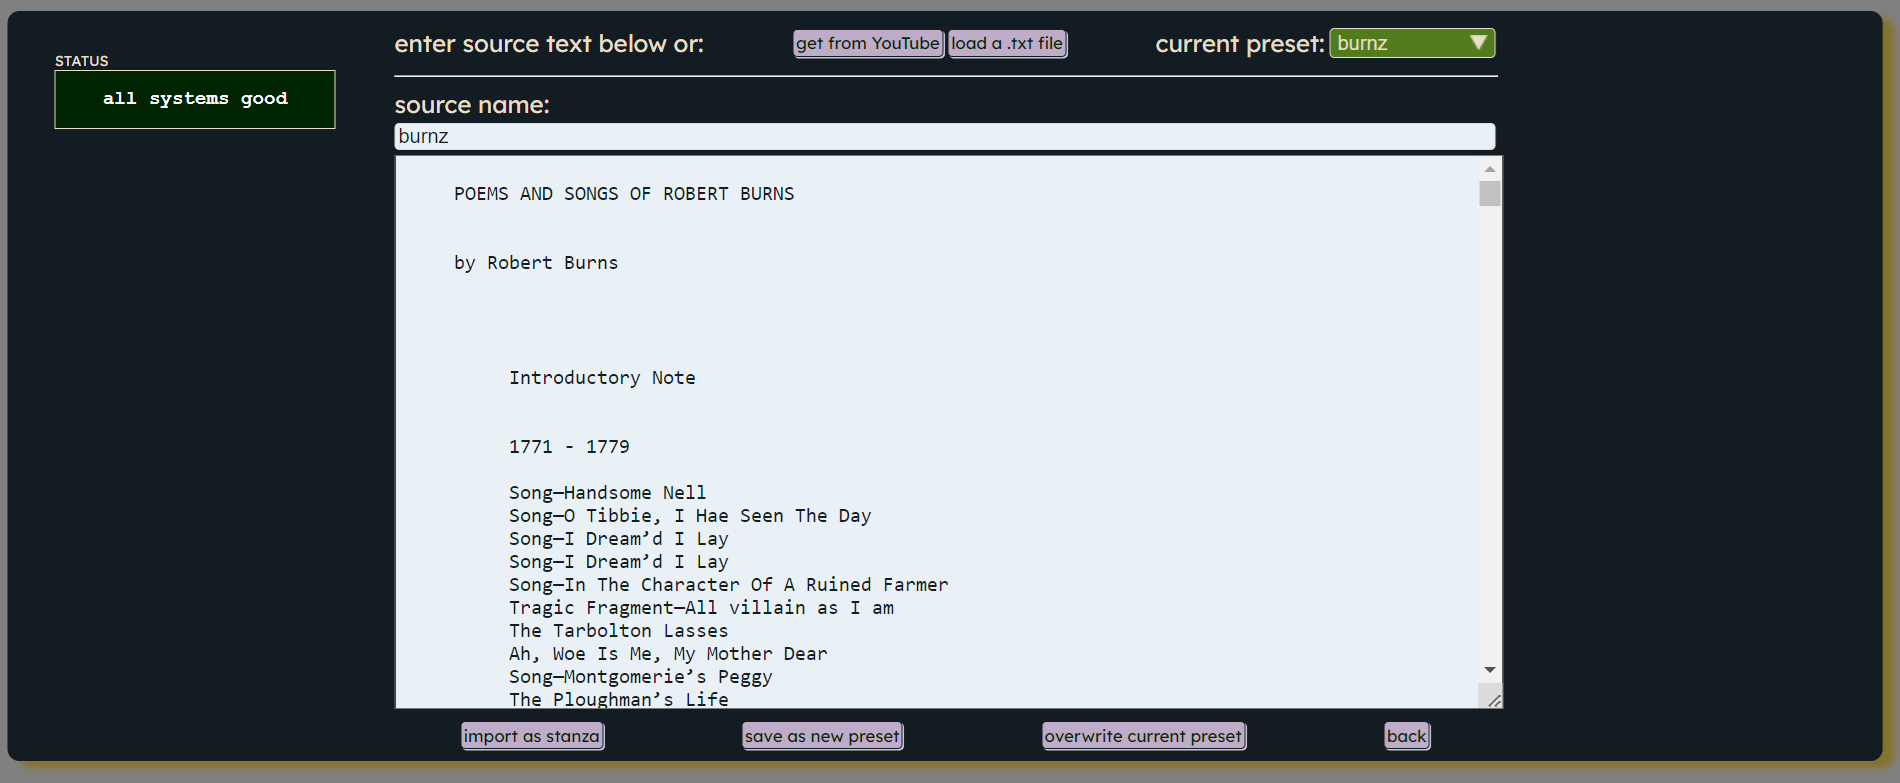 enter source text below or: get from YouTube load a .txt file current preset: burnz
STATUS
all systems good
source name:
burnz
POEMS AND SONGS OF ROBERT BURNS
by Robert Burns
Introductory Note
1771 - 1779
Song—Handsome Nell
Song—O Tibbie, I Hae Seen The Day
Song—I Dream’d I Lay
Song—I Dream’d I Lay
Song—In The Character Of A Ruined Farmer
Tragic Fragment—All villain as I am
The Tarbolton Lasses
Ah, Woe Is Me, My Mother Dear
Song—Montgomerie’s Peggy
The Ploughman’s Life
import as stanza save as new preset overwrite current preset back